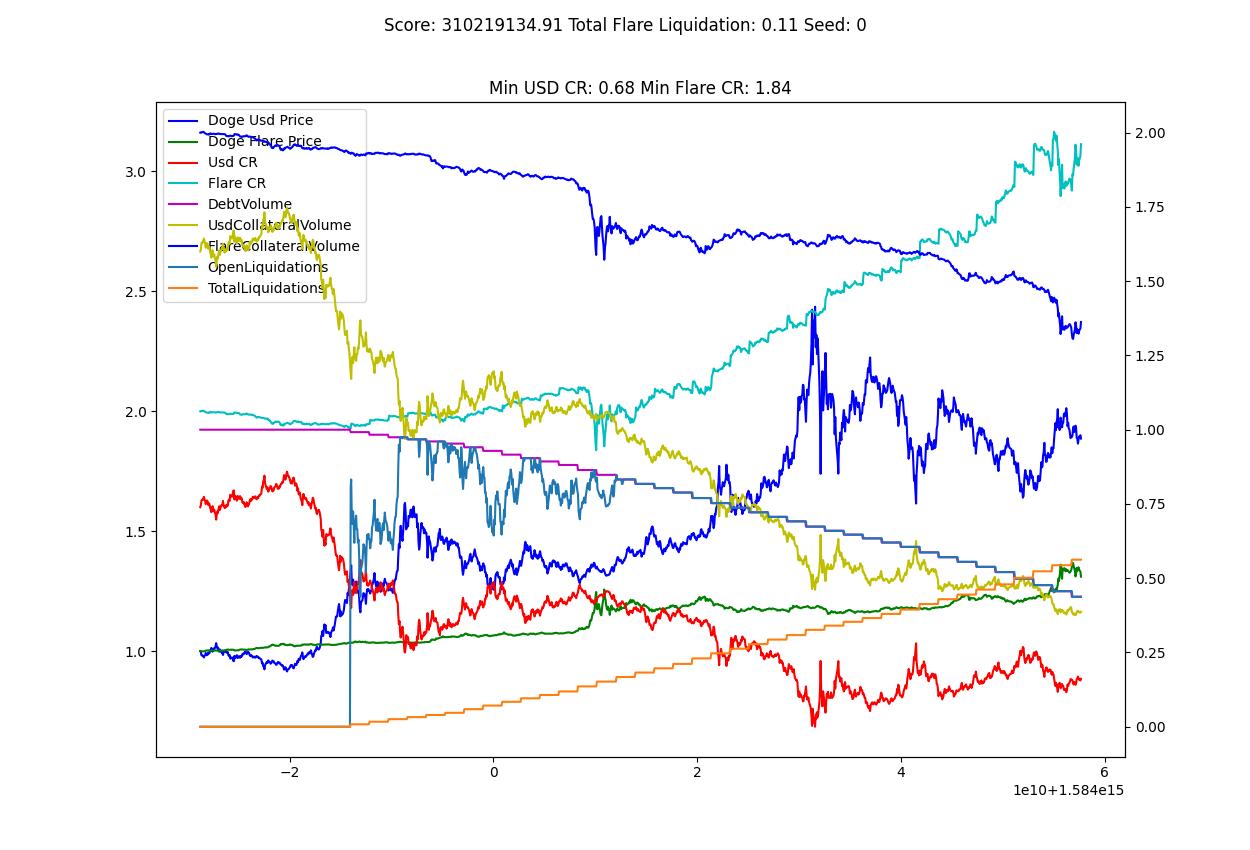 Score: 310219134.91 Total Flare Liquidation: 0.11 Seed: 0
Min USD CR: 0.68 Min Flare CR: 1.84
Doge Usd Price
Doge Flare Price
Usd CR
Flare CR
DebtVolume
UsdCollateralVolume
FlareCollateralVolume
OpenLiquidations
TotalLiquidations
3.0
2.5
2.0
1.5
1.0
2.00
1.75
1.50
1.25
1.00
0.75
0.50
0.25
0.00
−2 0 2 4 6
1e10+1.584e15